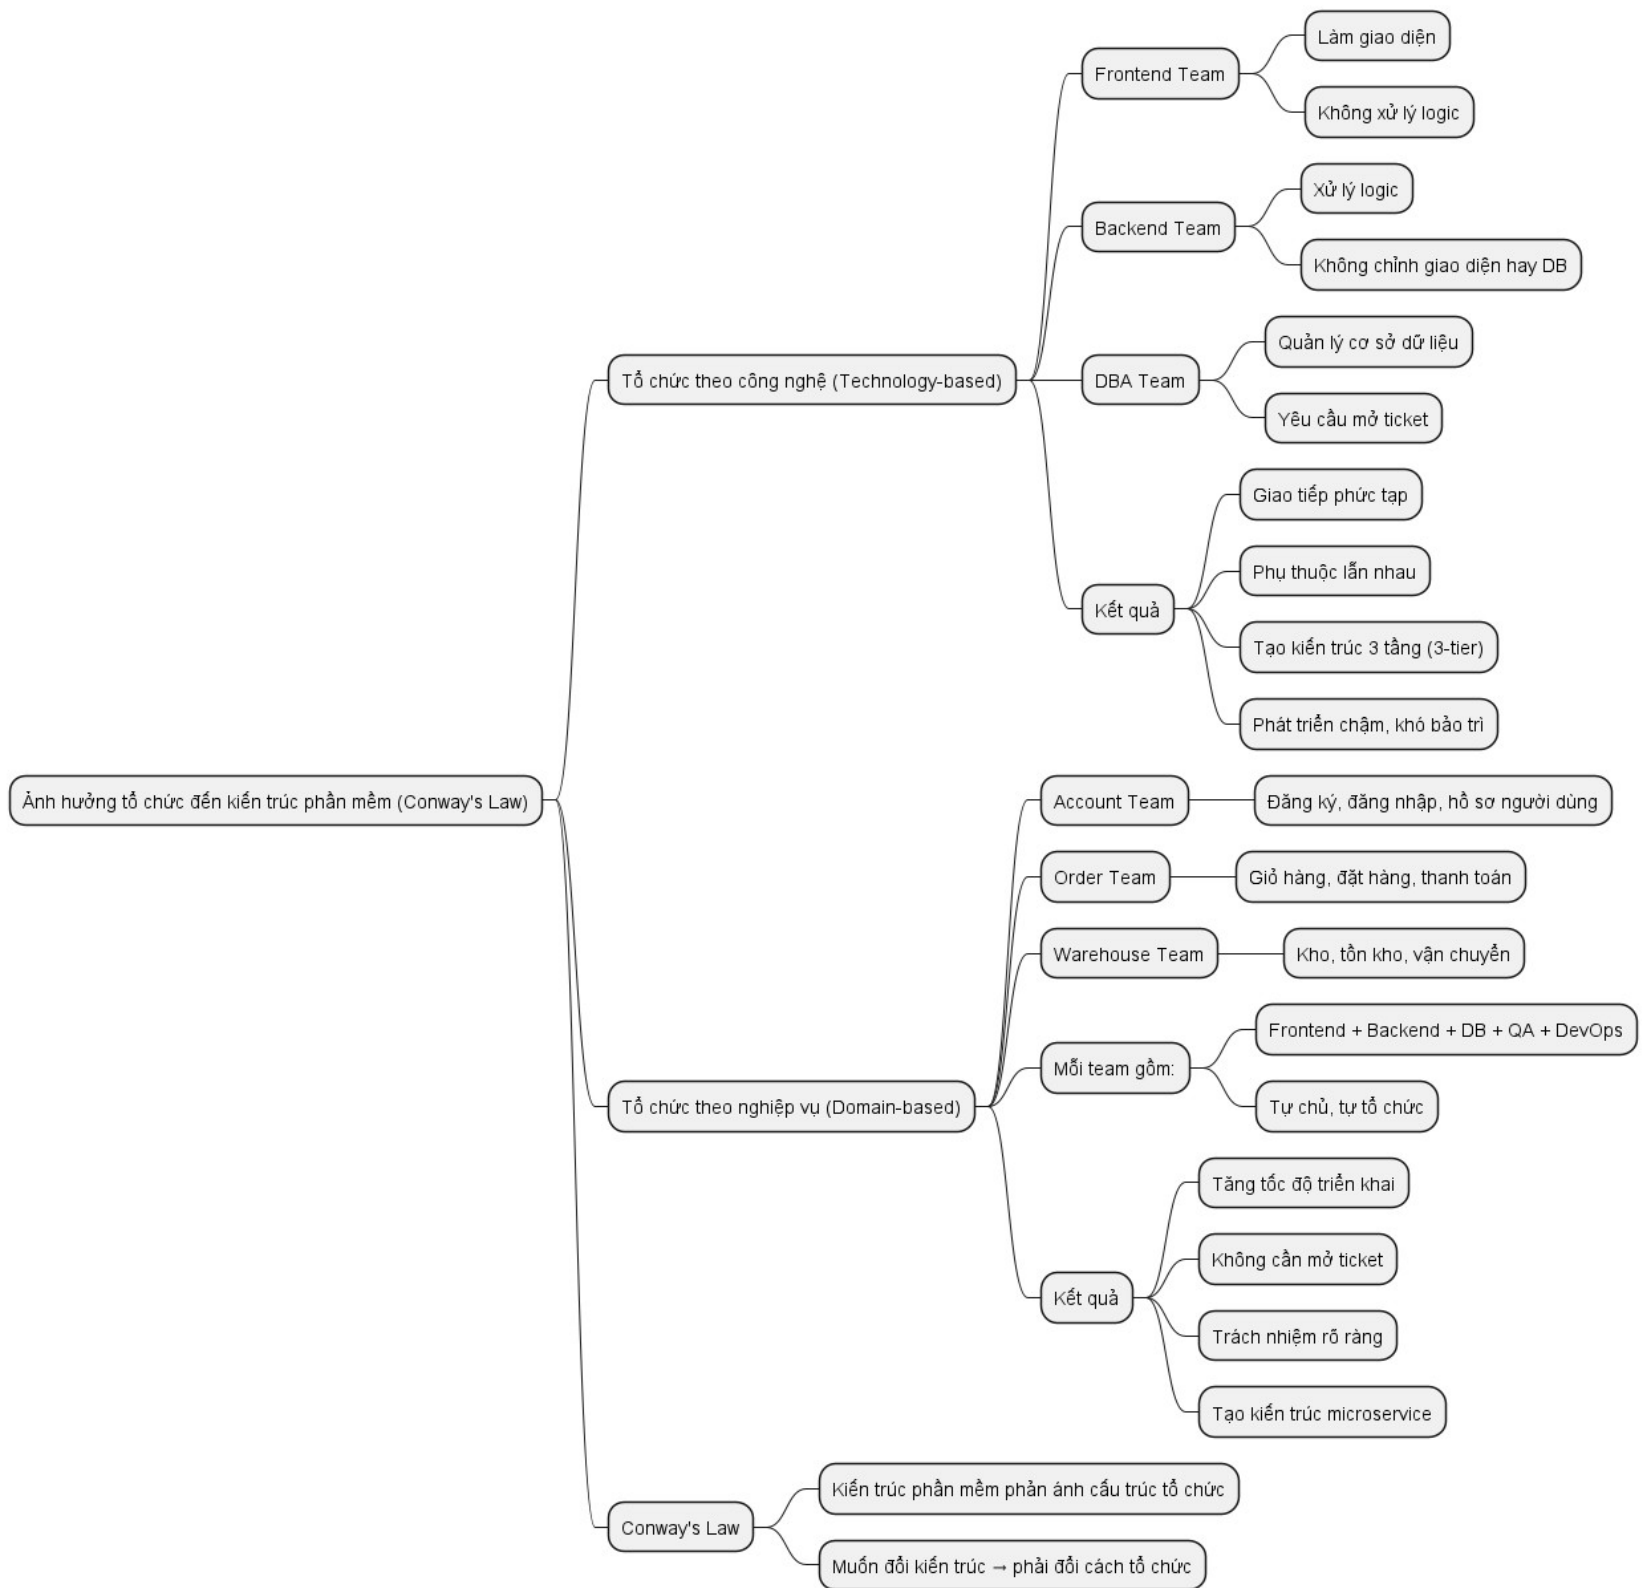 Ảnh hưởng tổ chức đến kiến trúc phần mềm (Conway's Law)
Tổ chức theo công nghệ (Technology-based)
Frontend Team
Làm giao diện
Không xử lý logic
Backend Team
Xử lý logic
Không chỉnh giao diện hay DB
DBA Team
Quản lý cơ sở dữ liệu
Yêu cầu mở ticket
Kết quả
Giao tiếp phức tạp
Phụ thuộc lẫn nhau
Tạo kiến trúc 3 tầng (3-tier)
Phát triển chậm, khó bảo trì
Tổ chức theo nghiệp vụ (Domain-based)
Account Team
Đăng ký, đăng nhập, hồ sơ người dùng
Order Team
Giỏ hàng, đặt hàng, thanh toán
Warehouse Team
Kho, tồn kho, vận chuyển
Mỗi team gồm:
Frontend + Backend + DB + QA + DevOps
Tự chủ, tự tổ chức
Kết quả
Tăng tốc độ triển khai
Không cần mở ticket
Trách nhiệm rõ ràng
Tạo kiến trúc microservice
Conway's Law
Kiến trúc phần mềm phản ánh cấu trúc tổ chức
Muốn đổi kiến trúc → phải đổi cách tổ chức